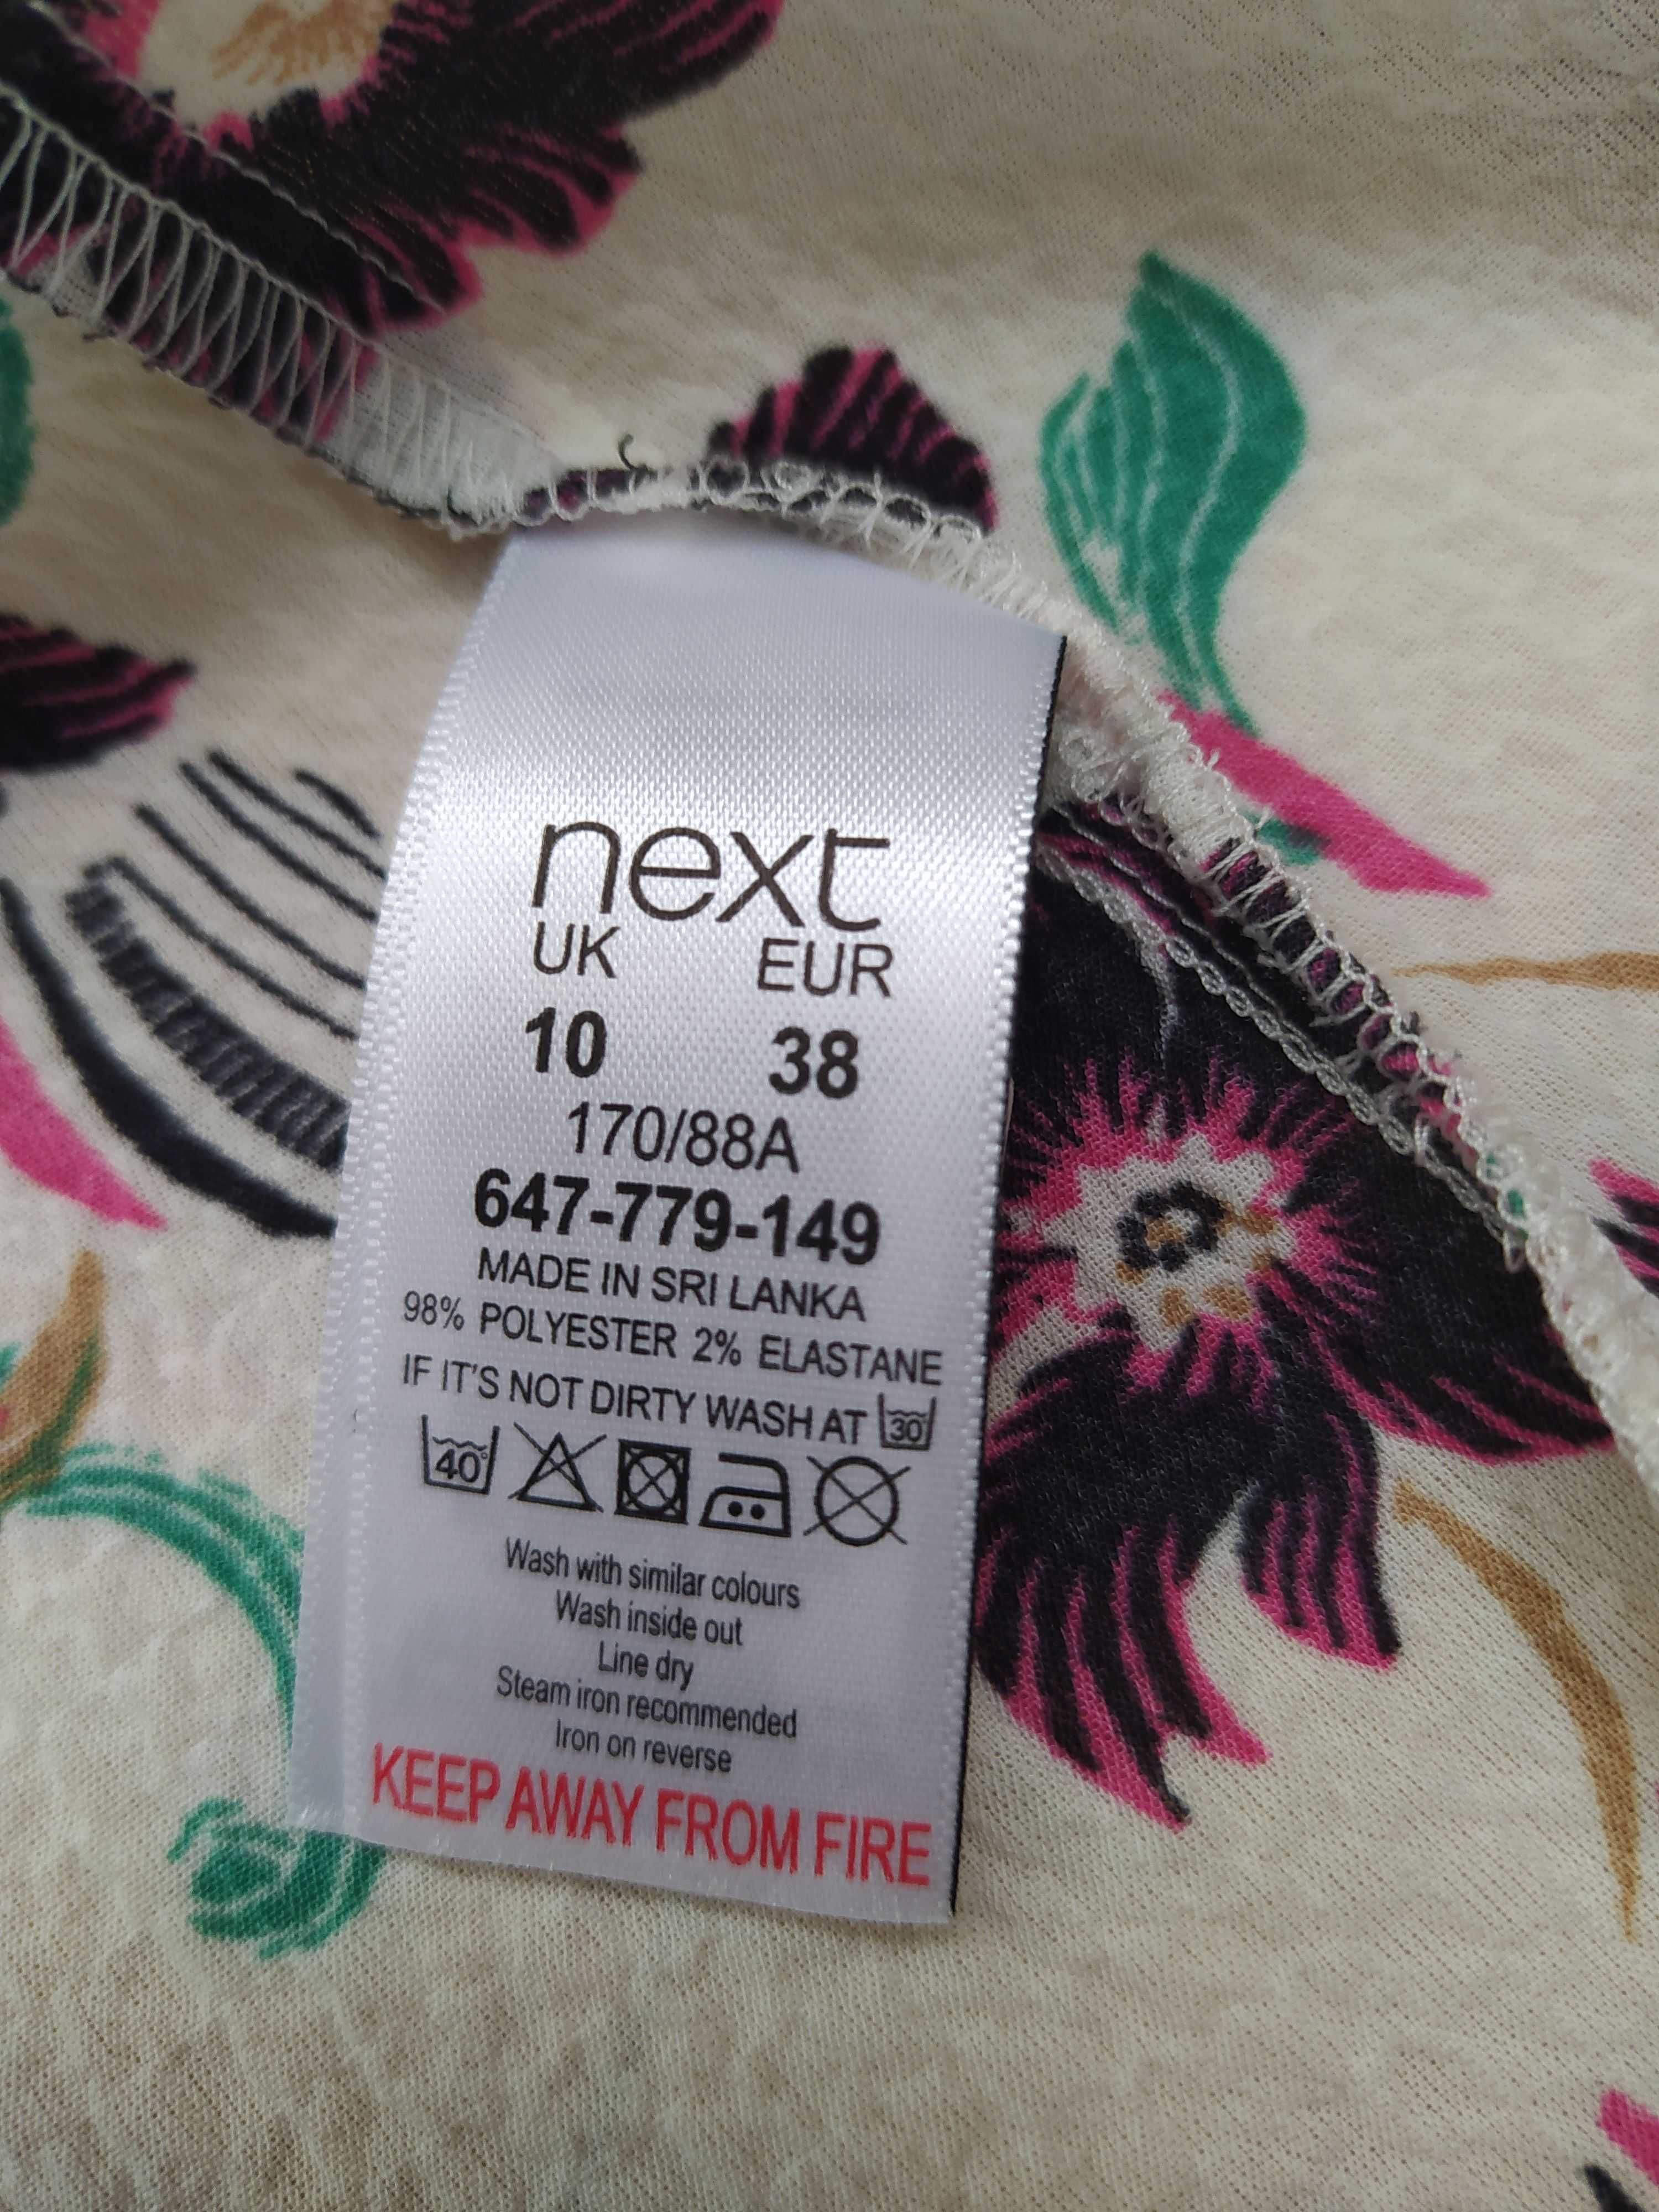 next
UK EUR
10 38
170/88A
647-779-149
MADE IN SRI LANKA
98% POLYESTER 2% ELASTANE
IF IT'S NOT DIRTY WASH AT 30
40°
Wash with similar colours
Wash inside out
Line dry
Steam iron recommended
Iron on reverse
KEEP AWAY FROM FIRE